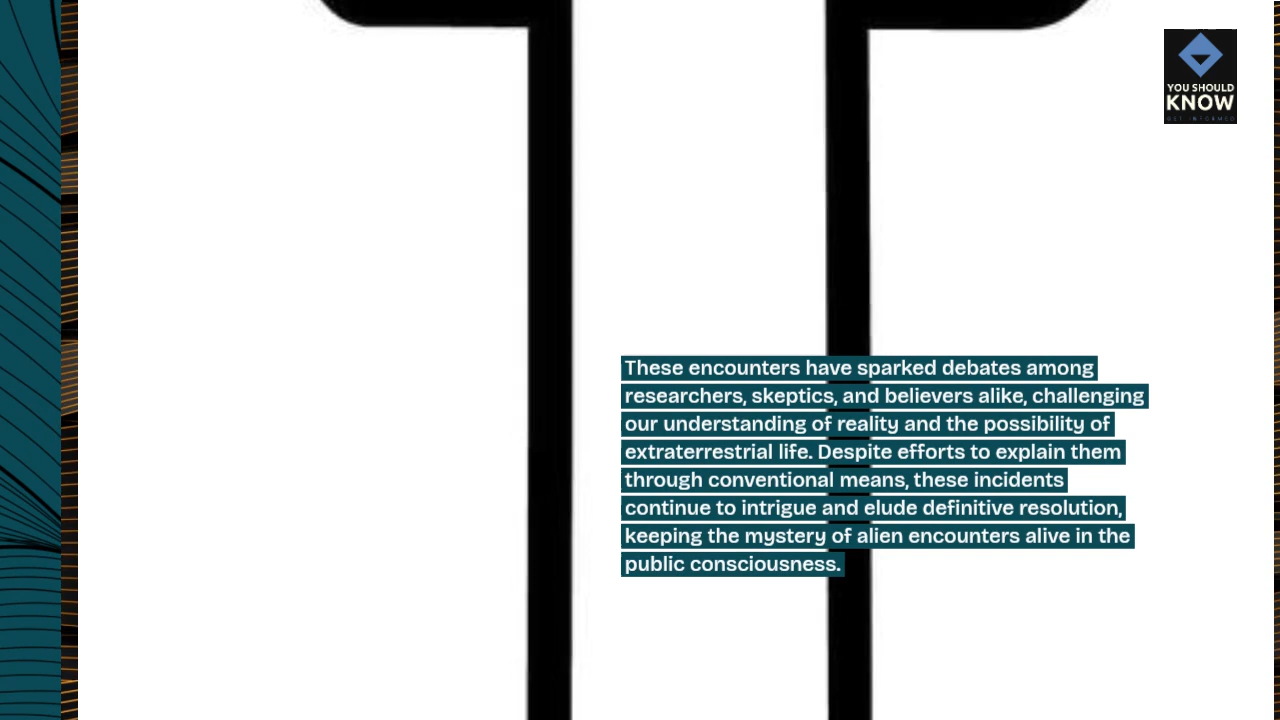 YOU SHOULD
KNOW
GET INFORMED
These encounters have sparked debates among
researchers, skeptics, and believers alike, challenging
our understanding of reality and the possibility of
extraterrestrial life. Despite efforts to explain them
through conventional means, these incidents
continue to intrigue and elude definitive resolution,
keeping the mystery of alien encounters alive in the
public consciousness.